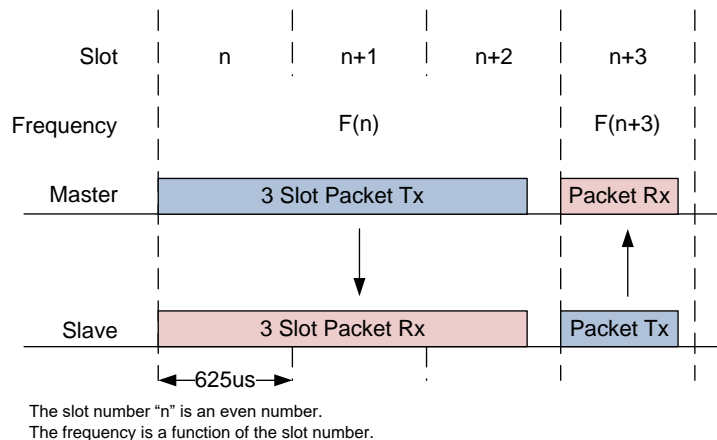 Slot n n+1 n+2 n+3
Frequency F(n) F(n+3)
Master 3 Slot Packet Tx Packet Rx
Slave 3 Slot Packet Rx Packet Tx
625us
The slot number “n” is an even number.
The frequency is a function of the slot number.